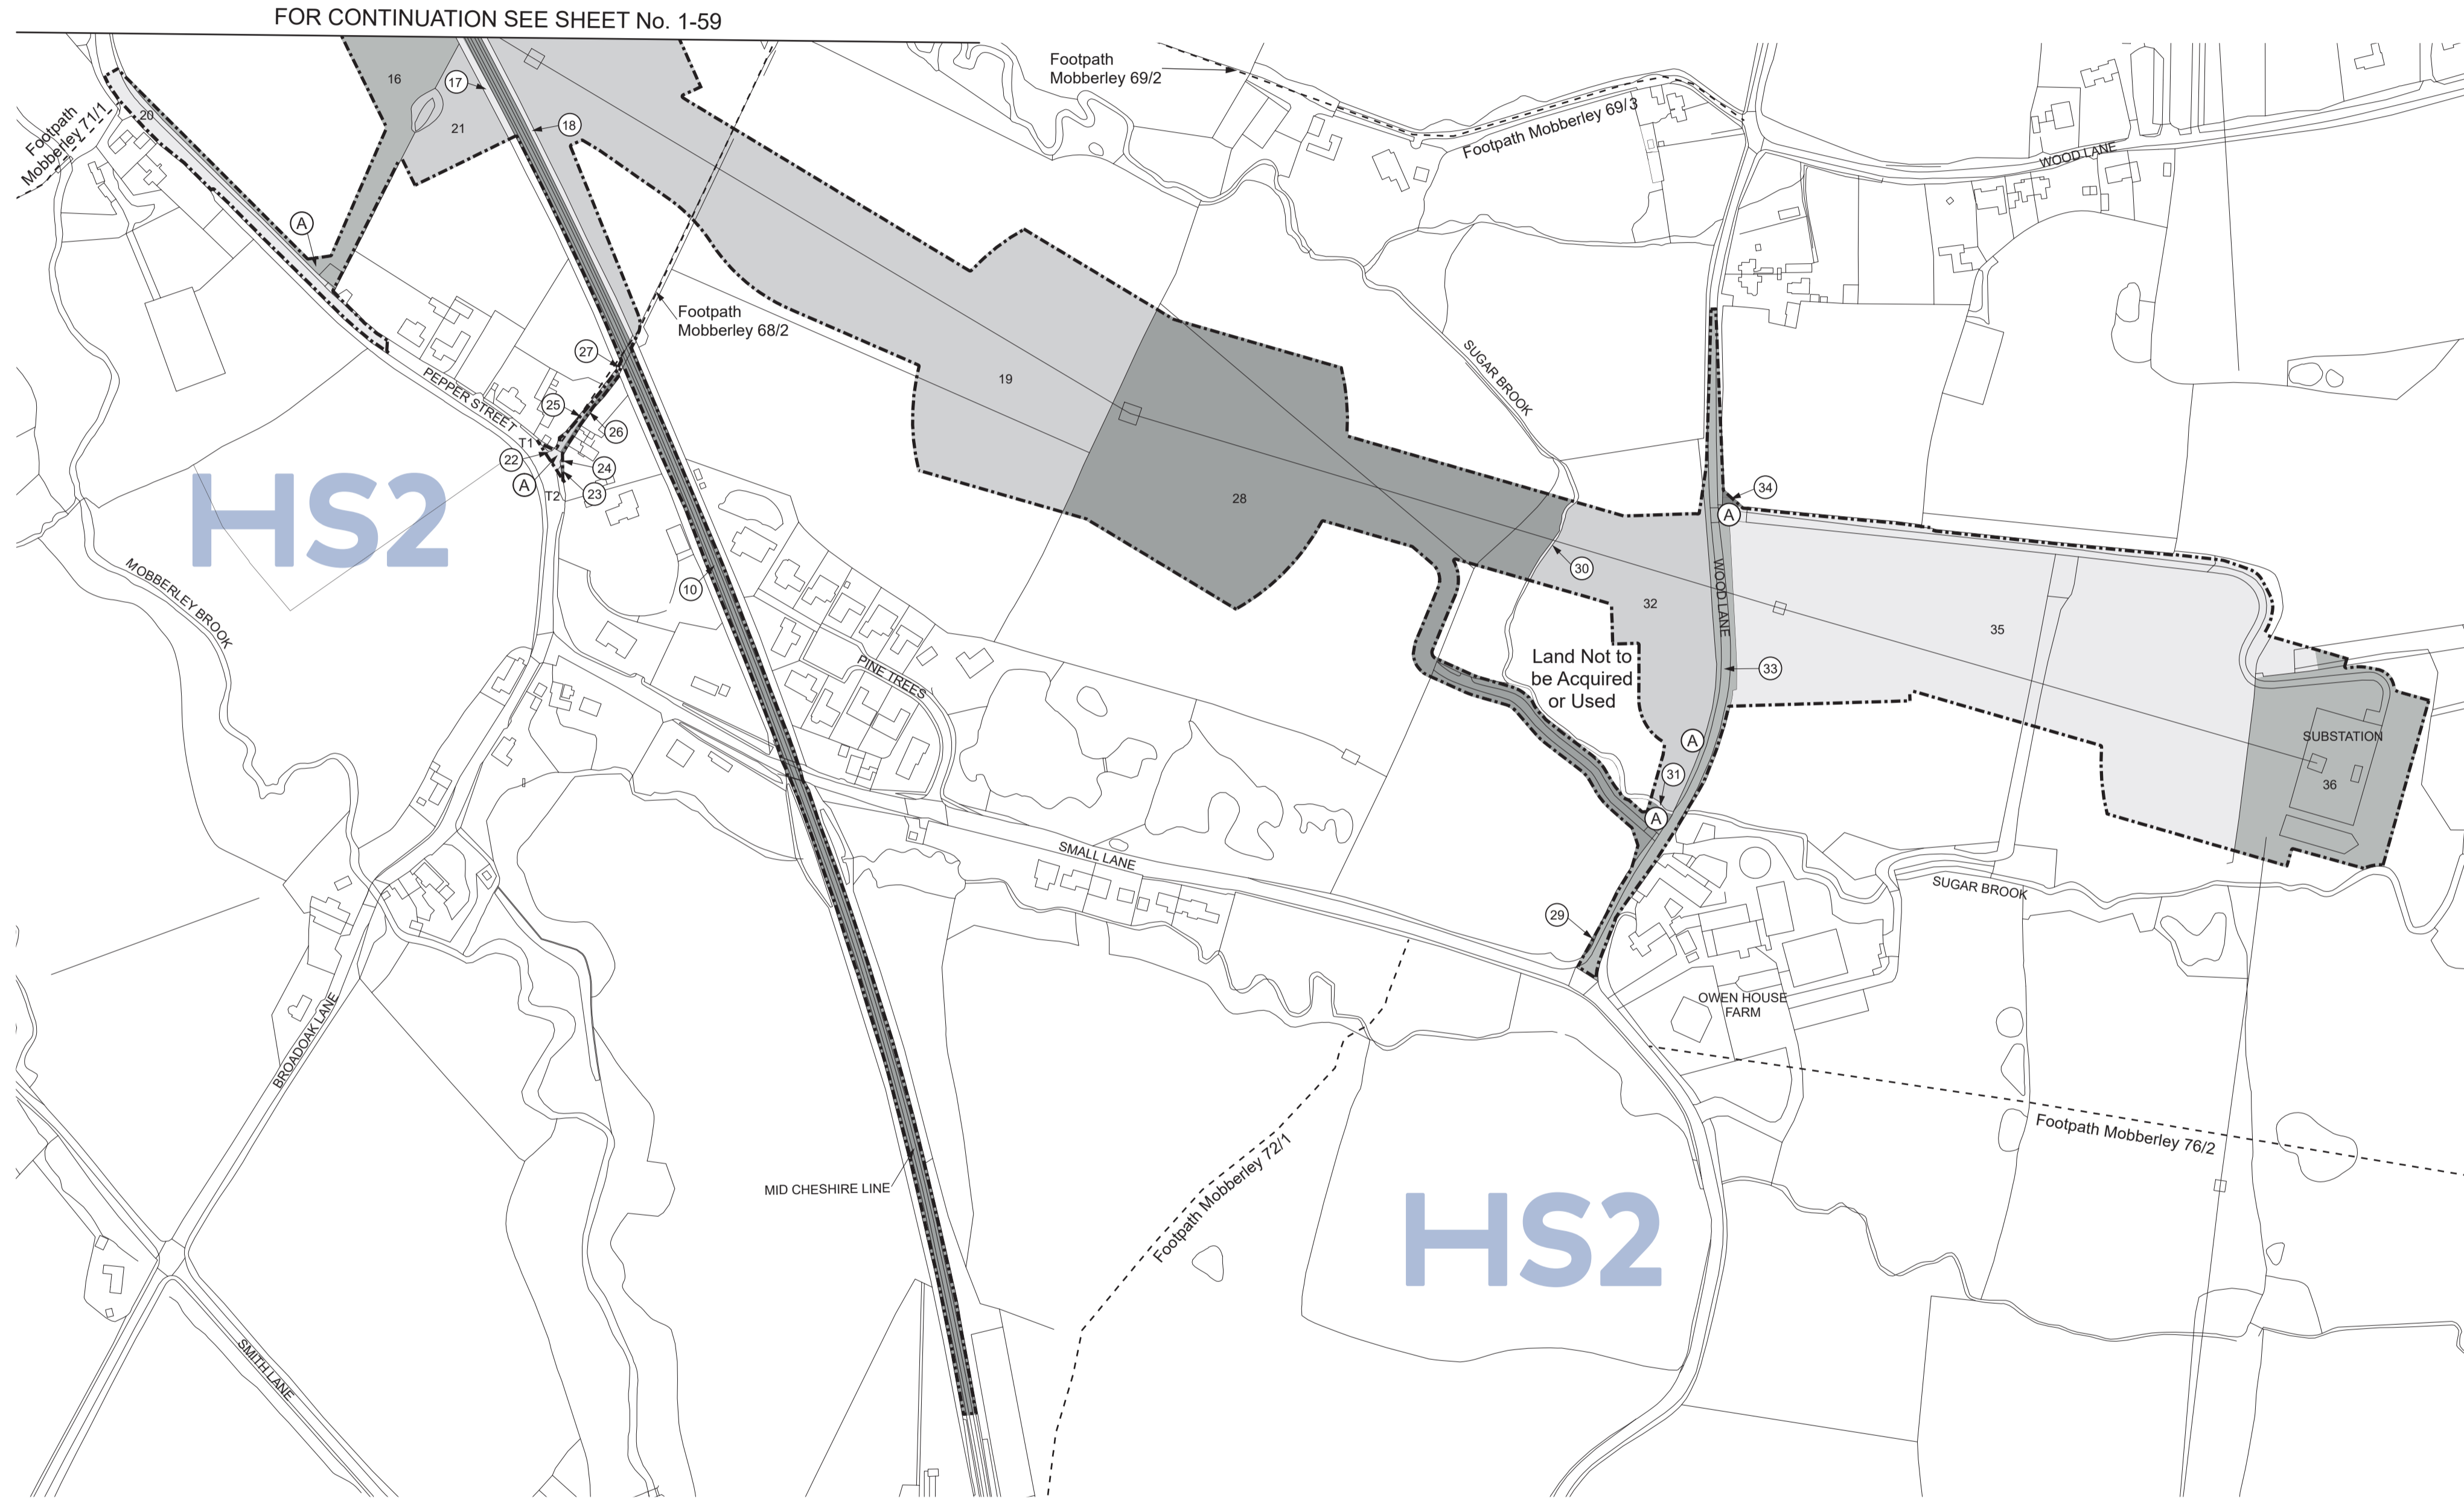 FOR CONTINUATION SEE SHEET No. 1-59
Footpath
Mobberley 71/1
20
16
17
21
18
A
Footpath
Mobberley 69/2
Footpath Mobberley 69/3
WOOD LANE
Footpath
Mobberley 68/2
27
25
26
PEPPER STREET
T1
22
24
A
T2
23
19
28
SUGAR BROOK
34
A
HS2
10
MOBBERLEY BROOK
30
32
WOOD LANE
35
33
PINE TREES
Land Not to
be Acquired
or Used
A
31
A
SUBSTATION
36
SMALL LANE
SUGAR BROOK
29
OWEN HOUSE
FARM
BROADOAK LANE
MID CHESHIRE LINE
Footpath Mobberley 72/1
Footpath Mobberley 76/2
HS2
SMITH LANE